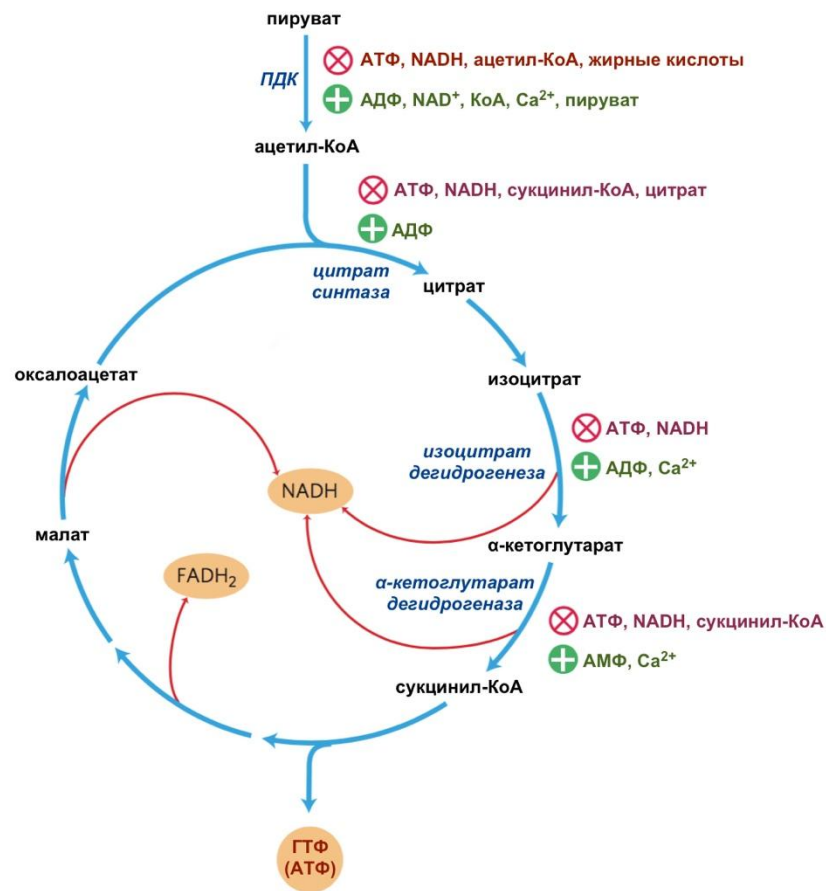 пируват
ПДК
АТФ, NADH, ацетил-КоА, жирные кислоты
АДФ, NAD⁺, КоА, Ca²⁺, пируват
ацетил-КоА
АТФ, NADH, сукцинил-КоА, цитрат
АДФ
цитрат
синтаза
цитрат
оксалоацетат
изоцитрат
АТФ, NADH
изоцитрат
дегидрогенеза
АДФ, Ca²⁺
NADH
малат
α-кетоглутарат
FADH₂
α-кетоглутарат
дегидрогеназа
АТФ, NADH, сукцинил-КоА
АМФ, Ca²⁺
сукцинил-КоА
ГТФ
(АТФ)